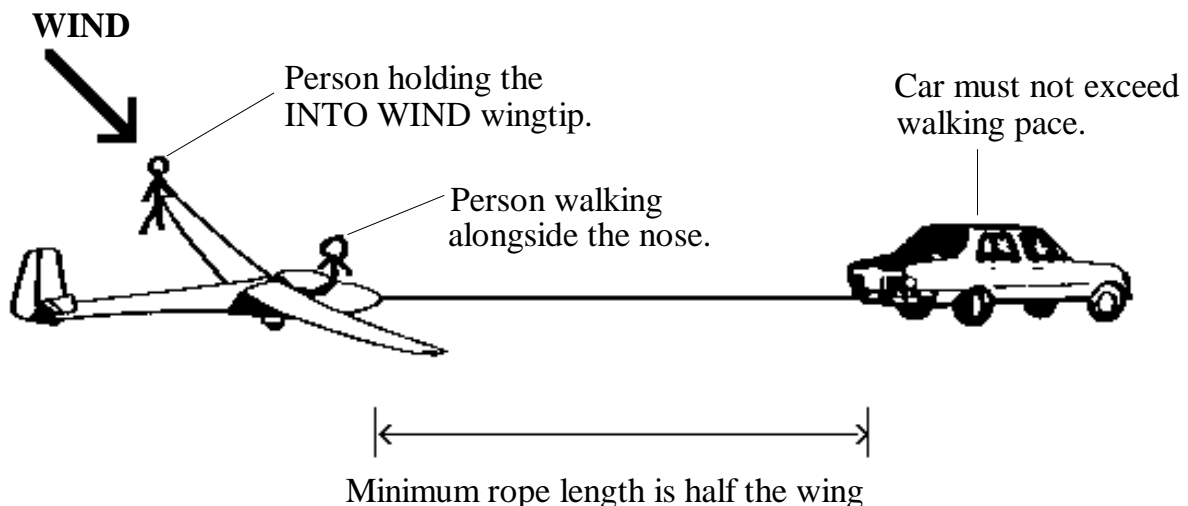 WIND
Person holding the
INTO WIND wingtip.
Car must not exceed
walking pace.
Person walking
alongside the nose.
Minimum rope length is half the wing